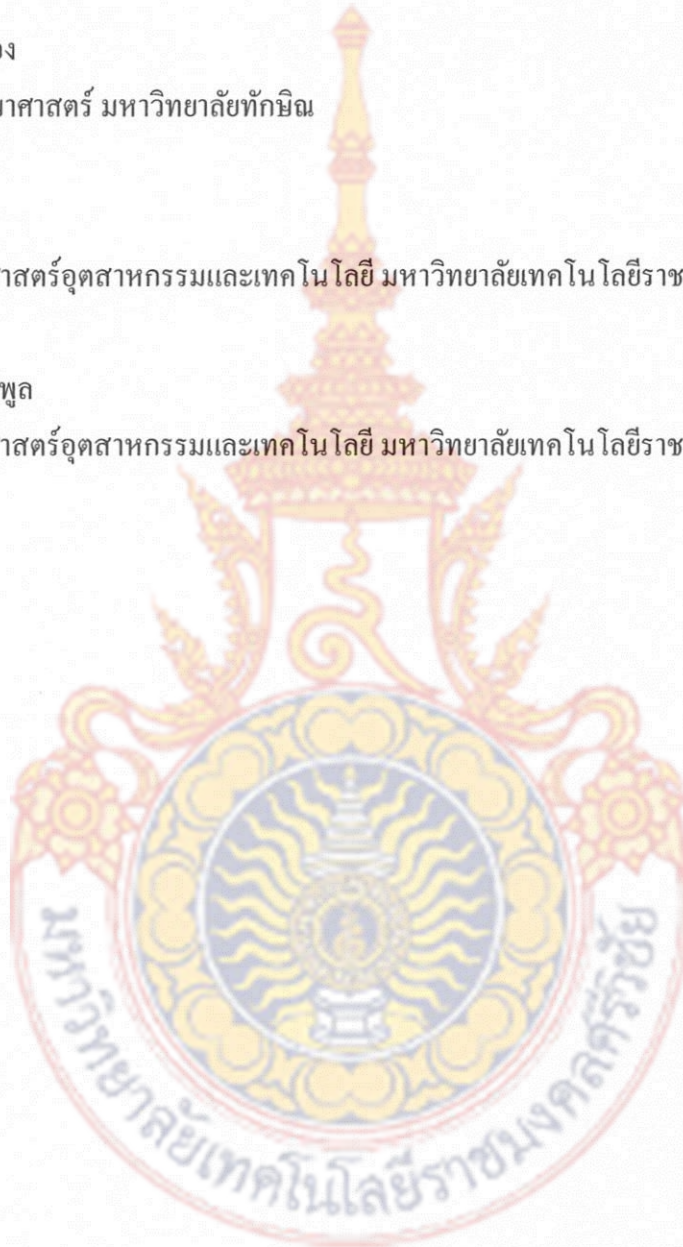 อง
ยาศาสตร์ มหาวิทยาลัยทักษิณ
าสตร์อุตสาหกรรมและเทคโนโลยี มหาวิทยาลัยเทคโนโลยีราช
พูล
าสตร์อุตสาหกรรมและเทคโนโลยี มหาวิทยาลัยเทคโนโลยีราช
มหาวิทยาลัยเทคโนโลยีราชมงคลศรีวิชัย